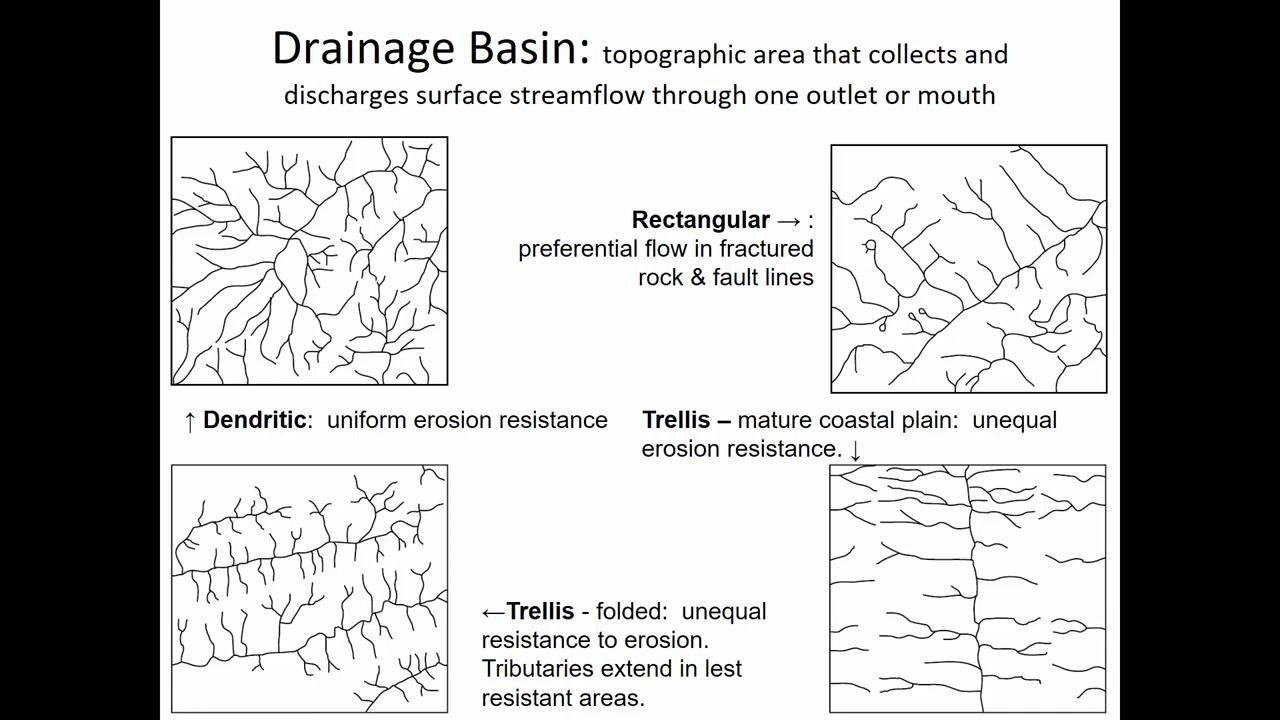 Drainage Basin: topographic area that collects and
discharges surface streamflow through one outlet or mouth
Rectangular → :
preferential flow in fractured
rock & fault lines
↑ Dendritic:  uniform erosion resistance
Trellis – mature coastal plain:  unequal
erosion resistance. ↓
←Trellis - folded:  unequal
resistance to erosion.
Tributaries extend in lest
resistant areas.